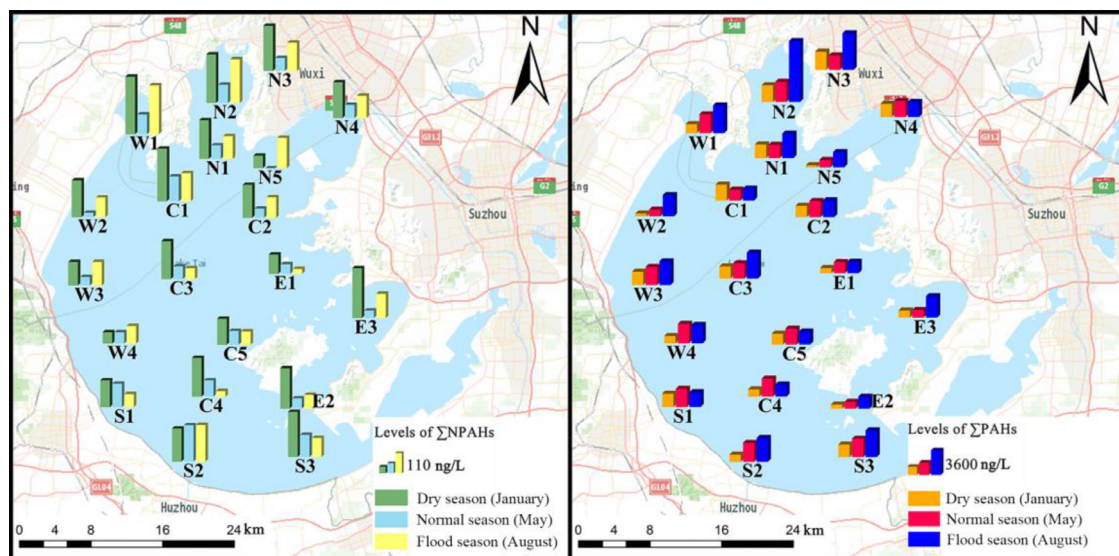 S48
N3
Wuxi
N2
N4
W1
N1
N5
G312
C1
C2
G2
W2
Suzhou
C3
E1
W3
E3
W4
C5
C4
S1
E2
S2
S3
Levels of ∑NPAHs
110 ng/L
Dry season (January)
Normal season (May)
Flood season (August)
GL04
Huzhou
0 4 8 16 24 km
S48
N3
Wuxi
N2
N4
W1
N1
N5
G312
C1
C2
G2
W2
Suzhou
C3
E1
W3
E3
W4
C5
C4
S1
E2
S2
S3
Levels of ∑PAHs
3600 ng/L
Dry season (January)
Normal season (May)
Flood season (August)
GL04
Huzhou
0 4 8 16 24 km